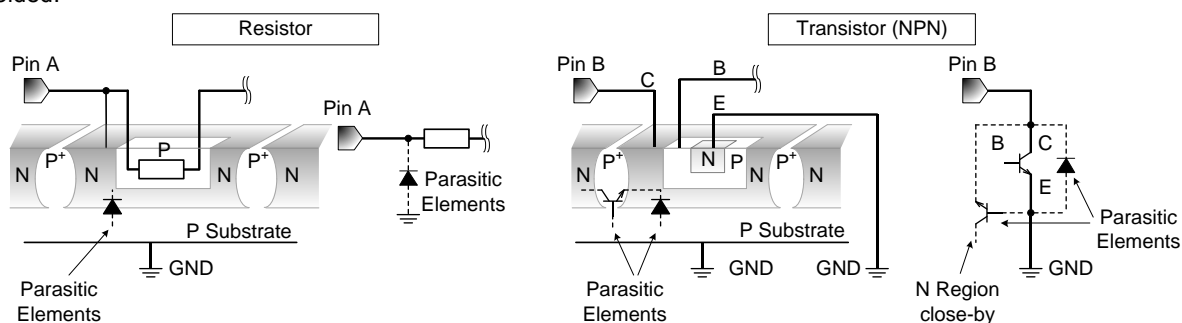 Resistor
Transistor (NPN)
Pin A
Pin A
N
P+
N
P
N
P+
N
Parasitic
Elements
P Substrate
GND
Parasitic
Elements
Pin B
C
B
E
N
P+
N
N
P
N
P+
N
P Substrate
GND
GND
Parasitic
Elements
Pin B
B
C
E
Parasitic
Elements
GND
N Region
close-by